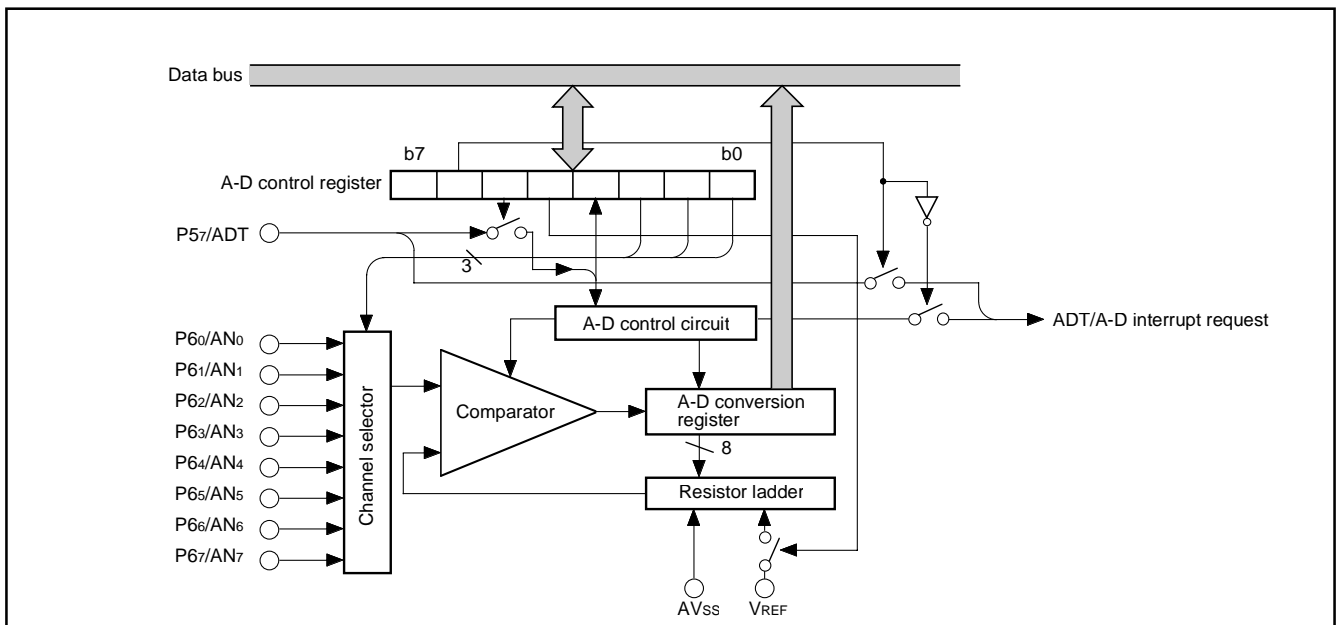 Data bus
b7
b0
A-D control register
P57/ADT
3
A-D control circuit
ADT/A-D interrupt request
P60/AN0
P61/AN1
P62/AN2
P63/AN3
P64/AN4
P65/AN5
P66/AN6
P67/AN7
Channel selector
Comparator
A-D conversion
register
8
Resistor ladder
AVSS
VREF